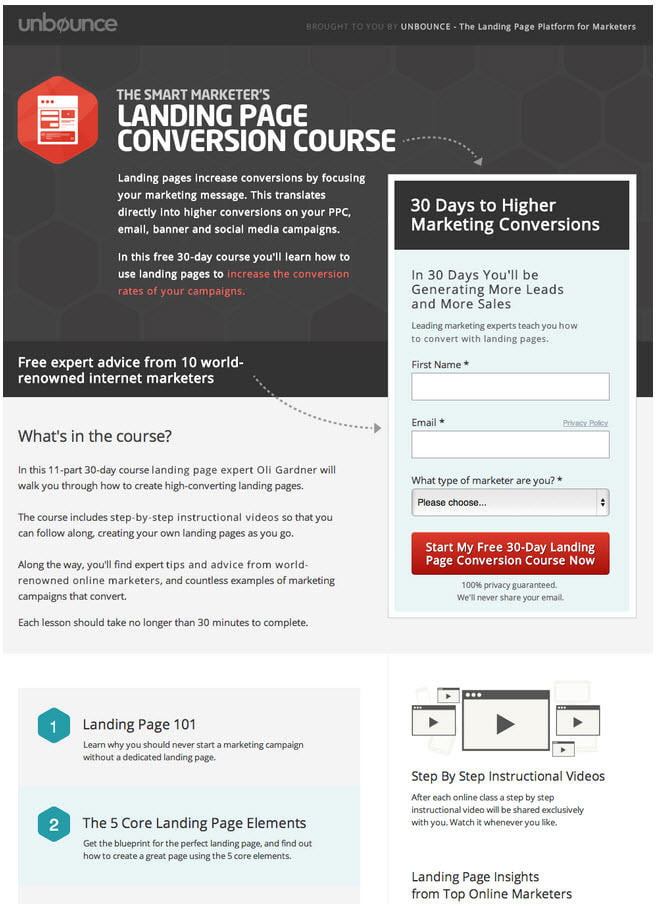 unbounce
BROUGHT TO YOU BY UNBOUNCE - The Landing Page Platform for Marketers
THE SMART MARKETER'S
LANDING PAGE
CONVERSION COURSE
Landing pages increase conversions by focusing
your marketing message. This translates
directly into higher conversions on your PPC,
email, banner and social media campaigns.
In this free 30-day course you'll learn how to
use landing pages to increase the conversion
rates of your campaigns.
30 Days to Higher
Marketing Conversions
In 30 Days You'll be
Generating More Leads
and More Sales
Leading marketing experts teach you how
to convert with landing pages.
First Name *
Email *
Privacy Policy
What type of marketer are you? *
Please choose...
Start My Free 30-Day Landing
Page Conversion Course Now
100% privacy guaranteed.
We'll never share your email.
Free expert advice from 10 world-
renowned internet marketers
What's in the course?
In this 11-part 30-day course landing page expert Oli Gardner will
walk you through how to create high-converting landing pages.
The course includes step-by-step instructional videos so that you
can follow along, creating your own landing pages as you go.
Along the way, you'll find expert tips and advice from world-
renowned online marketers, and countless examples of marketing
campaigns that convert.
Each lesson should take no longer than 30 minutes to complete.
1
Landing Page 101
Learn why you should never start a marketing campaign
without a dedicated landing page.
2
The 5 Core Landing Page Elements
Get the blueprint for the perfect landing page, and find out
how to create a great page using the 5 core elements.
Step By Step Instructional Videos
After each online class a step by step
instructional video will be shared exclusively
with you. Watch it whenever you like.
Landing Page Insights
from Top Online Marketers